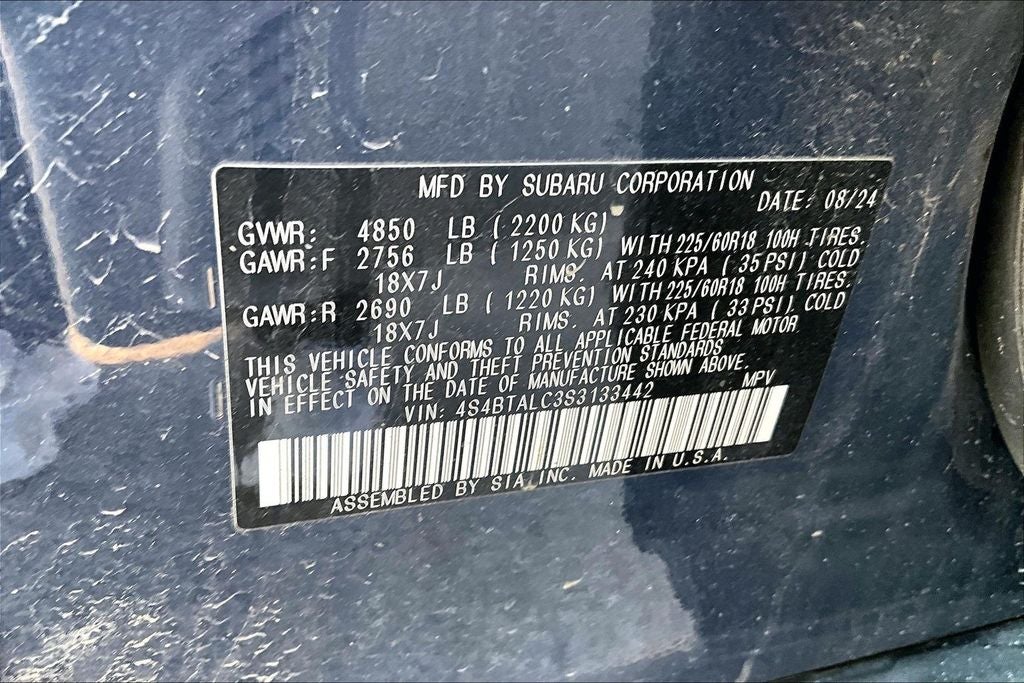 MFD BY SUBARU CORPORATION
DATE: 08/24
GVWR: 4850 LB ( 2200 KG)
GAWR:F 2756 LB ( 1250 KG) WITH 225/60R18 100H TIRES.
18X7J RIMS. AT 240 KPA ( 35 PSI) COLD
GAWR:R 2690 LB ( 1220 KG) WITH 225/60R18 100H TIRES.
18X7J RIMS. AT 230 KPA ( 33 PSI). COLD
THIS VEHICLE CONFORMS TO ALL APPLICABLE FEDERAL MOTOR
VEHICLE SAFETY AND THEFT PREVENTION STANDARDS
IN EFFECT ON THE DATE OF MANUFACTURE SHOWN ABOVE.
VIN: 4S4BTALC3S3133442 MPV
ASSEMBLED BY SIA, INC. MADE IN U.S.A.